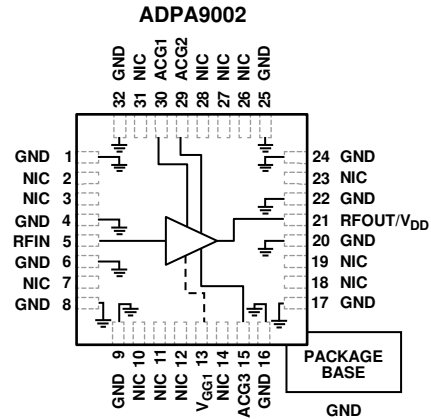 ADPA9002
32 GND
31 NIC
30 ACG1
29 ACG2
28 NIC
27 NIC
26 NIC
25 GND
GND 1
NIC 2
NIC 3
GND 4
RFIN 5
GND 6
NIC 7
GND 8
24 GND
23 NIC
22 GND
21 RFOUT/VDD
20 GND
19 NIC
18 NIC
17 GND
GND 9
NIC 10
NIC 11
NIC 12
VGG1 13
NIC 14
ACG3 15
GND 16
PACKAGE
BASE
GND